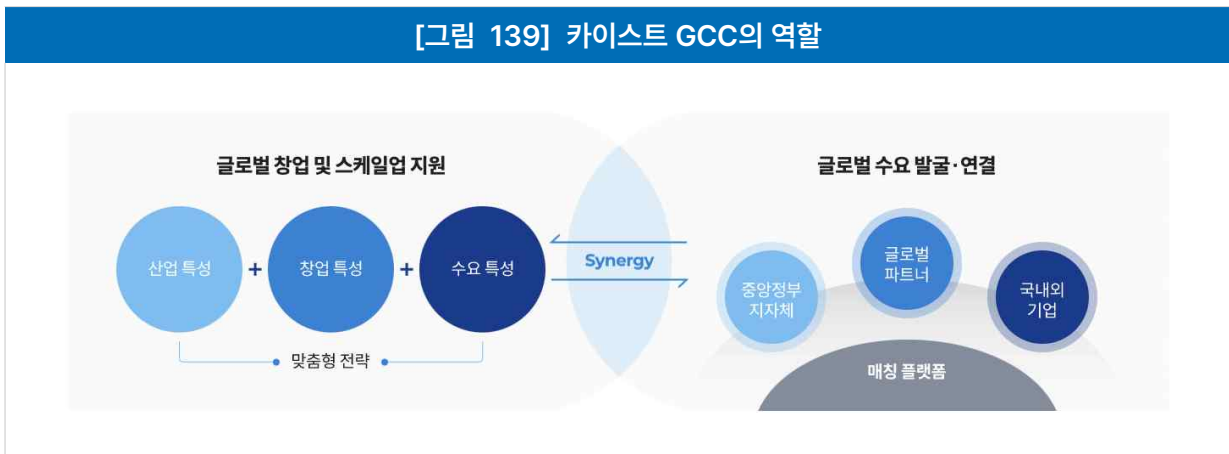 [그림 139] 카이스트 GCC의 역할
글로벌 창업 및 스케일업 지원
산업 특성
+
창업 특성
+
수요 특성
맞춤형 전략
Synergy
글로벌 수요 발굴·연결
중앙정부
지자체
글로벌
파트너
국내외
기업
매칭 플랫폼